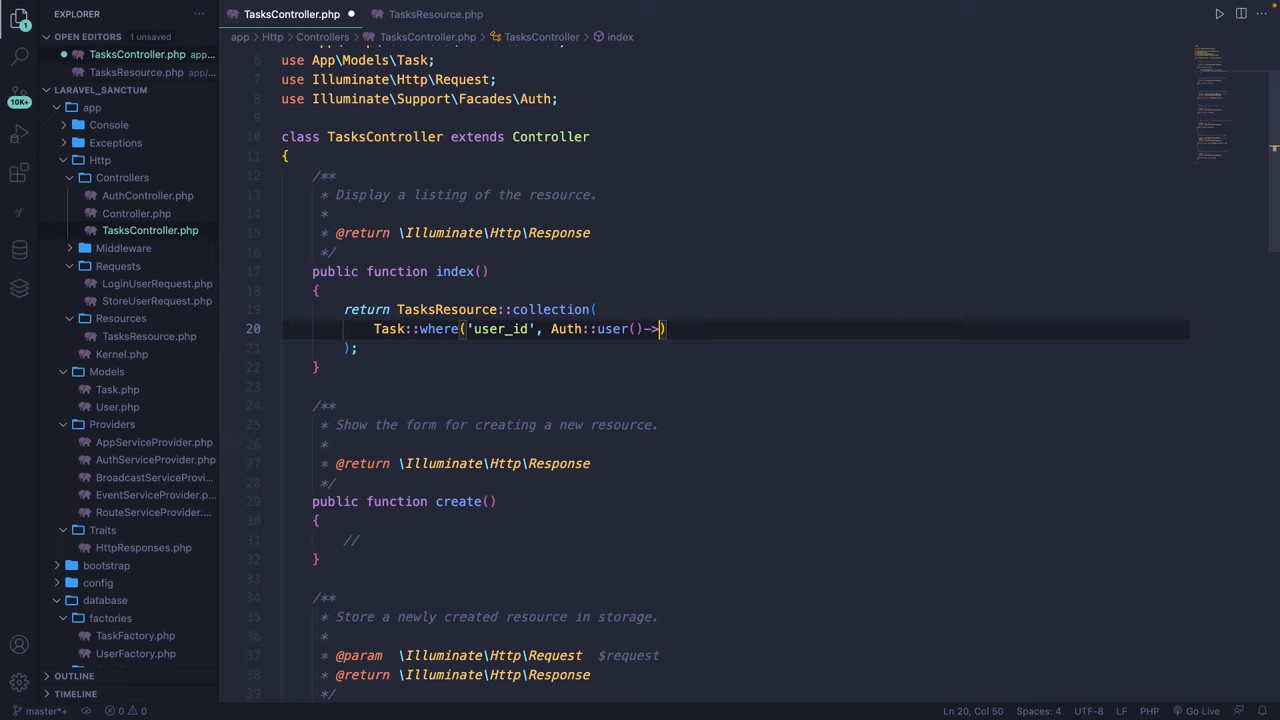 EXPLORER
TasksController.php
TasksResource.php
OPEN EDITORS 1 unsaved
app > Http > Controllers > TasksController.php > TasksController > index
TasksController.php app...
TasksResource.php app/...
LARAVEL_SANCTUM
app
Console
Exceptions
Http
Controllers
AuthController.php
Controller.php
TasksController.php
Middleware
Requests
LoginUserRequest.php
StoreUserRequest.php
Resources
TasksResource.php
Kernel.php
Models
Task.php
User.php
Providers
AppServiceProvider.php
AuthServiceProvider.php
BroadcastServiceProvi...
EventServiceProvider.p...
RouteServiceProvider....
Traits
HttpResponses.php
bootstrap
config
database
factories
TaskFactory.php
UserFactory.php
OUTLINE
TIMELINE
1
10K+
6 use App\Models\Task;
7 use Illuminate\Http\Request;
8 use Illuminate\Support\Facades\Auth;
9
10 class TasksController extends Controller
11 {
12 /**
13 * Display a listing of the resource.
14 *
15 * @return \Illuminate\Http\Response
16 */
17 public function index()
18 {
19 return TasksResource::collection(
20 Task::where('user_id', Auth::user()->)
21 );
22 }
23
24 /**
25 * Show the form for creating a new resource.
26 *
27 * @return \Illuminate\Http\Response
28 */
29 public function create()
30 {
31 //
32 }
33
34 /**
35 * Store a newly created resource in storage.
36 *
37 * @param \Illuminate\Http\Request $request
38 * @return \Illuminate\Http\Response
39 */
master*+ 0 0 Ln 20, Col 50 Spaces: 4 UTF-8 LF PHP Go Live